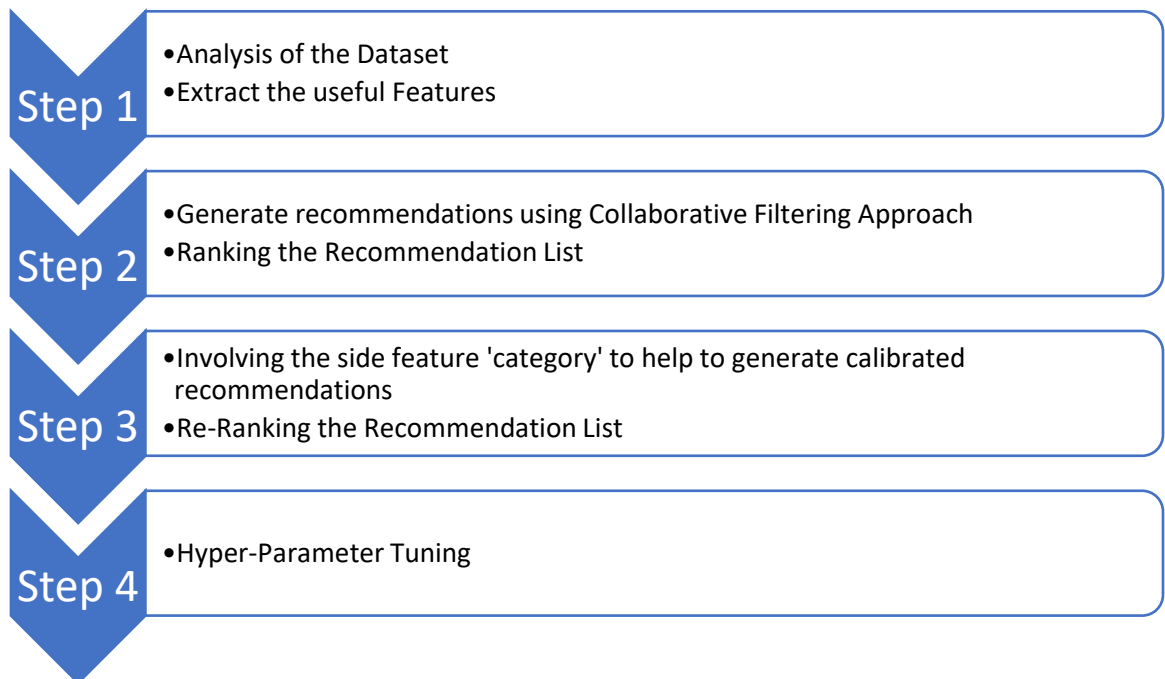 Step 1
•Analysis of the Dataset
•Extract the useful Features
Step 2
•Generate recommendations using Collaborative Filtering Approach
•Ranking the Recommendation List
Step 3
•Involving the side feature 'category' to help to generate calibrated
recommendations
•Re-Ranking the Recommendation List
Step 4
•Hyper-Parameter Tuning